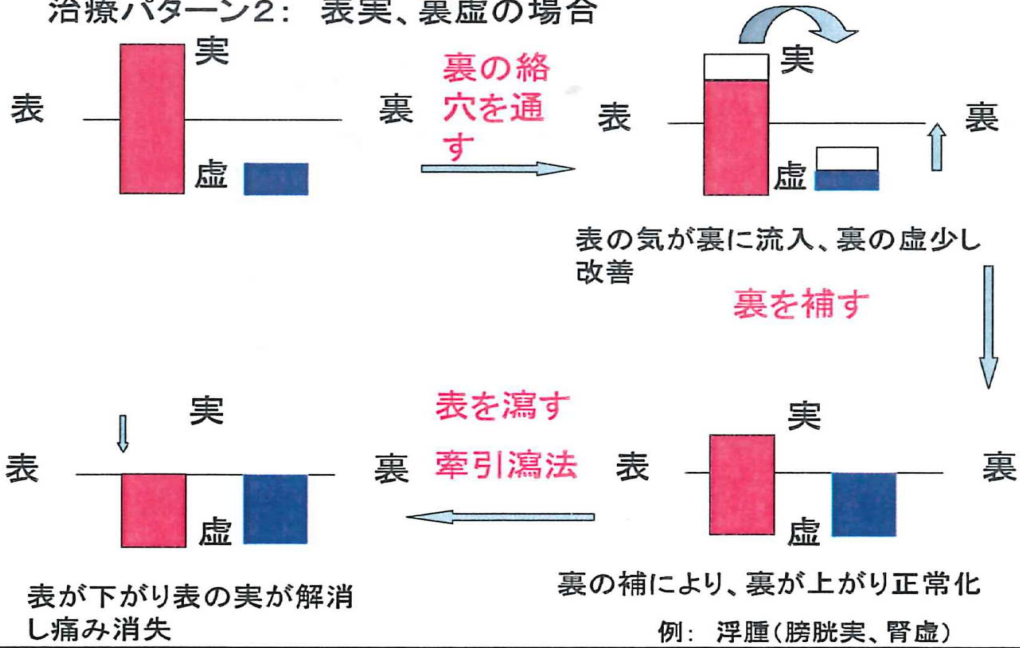 治療パターン2: 表実、裏虚の場合
実
表
裏
虚
裏の絡
穴を通
す
実
表
裏
虚
表の気が裏に流入、裏の虚少し
改善
裏を補す
実
表
裏
虚
裏の補により、裏が上がり正常化
例: 浮腫(膀胱実、腎虚)
表を瀉す
牽引瀉法
実
表
裏
虚
表が下がり表の実が解消
し痛み消失